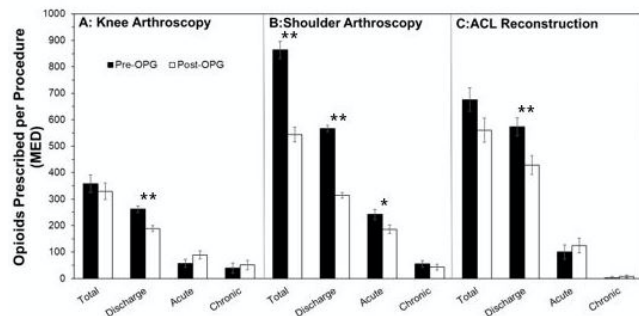 A: Knee Arthroscopy
B:Shoulder Arthroscopy
C:ACL Reconstruction
Pre-OPG
Post-OPG
Opioids Prescribed per Procedure
(MED)
1000
900
800
700
600
500
400
300
200
100
0
**
**
**
*
**
Total
Discharge
Acute
Chronic
Total
Discharge
Acute
Chronic
Total
Discharge
Acute
Chronic